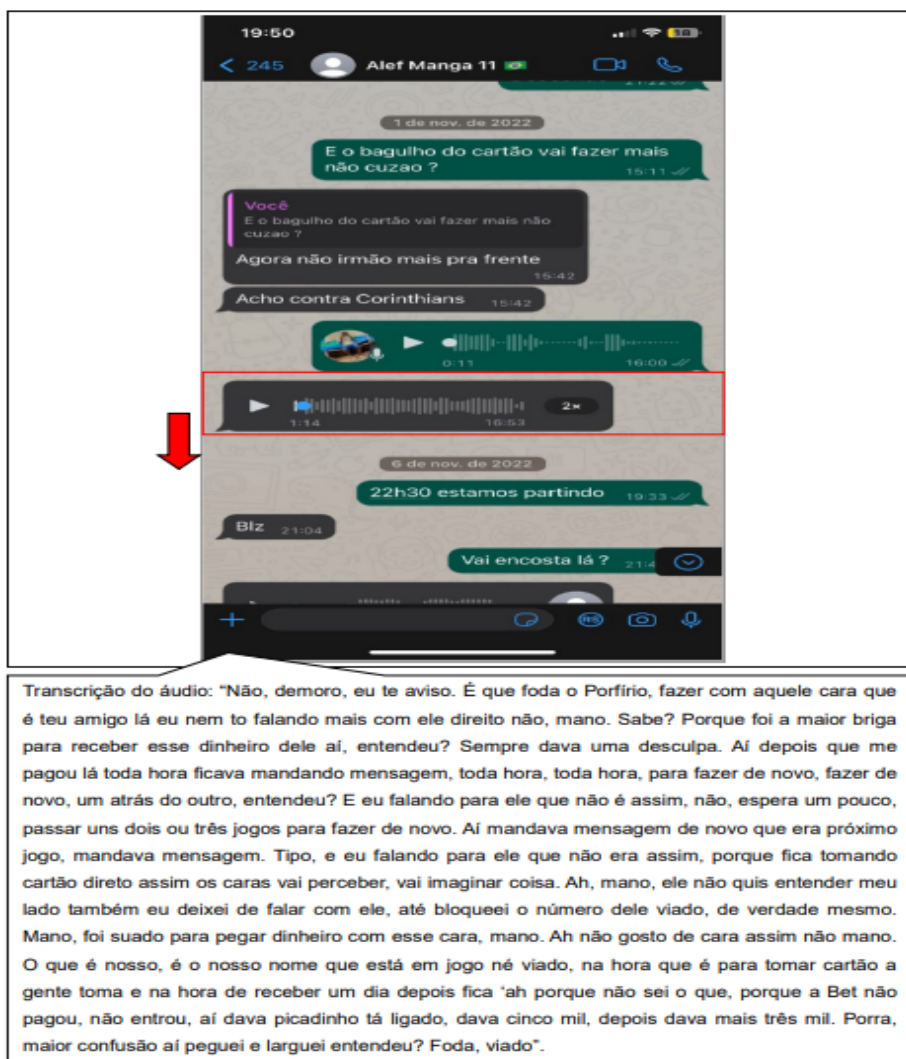 19:50
18
245
Alef Manga 11
1 de nov. de 2022
E o bagulho do cartão vai fazer mais
não cuzao ?
15:11
Você
E o bagulho do cartão vai fazer mais não
cuzao ?
Agora não irmão mais pra frente
15:42
Acho contra Corinthians
15:42
0:11
16:00
1:14
16:53
2×
6 de nov. de 2022
22h30 estamos partindo
19:33
Blz
21:04
Vai encosta lá ?
21:4
Transcrição do áudio: “Não, demoro, eu te aviso. É que foda o Porfírio, fazer com aquele cara que
é teu amigo lá eu nem to falando mais com ele direito não, mano. Sabe? Porque foi a maior briga
para receber esse dinheiro dele aí, entendeu? Sempre dava uma desculpa. Aí depois que me
pagou lá toda hora ficava mandando mensagem, toda hora, toda hora, para fazer de novo, fazer de
novo, um atrás do outro, entendeu? E eu falando para ele que não é assim, não, espera um pouco,
passar uns dois ou três jogos para fazer de novo. Aí mandava mensagem de novo que era próximo
jogo, mandava mensagem. Tipo, e eu falando para ele que não era assim, porque fica tomando
cartão direto assim os caras vai perceber, vai imaginar coisa. Ah, mano, ele não quis entender meu
lado também eu deixei de falar com ele, até bloqueei o número dele viado, de verdade mesmo.
Mano, foi suado para pegar dinheiro com esse cara, mano. Ah não gosto de cara assim não mano.
O que é nosso, é o nosso nome que está em jogo né viado, na hora que é para tomar cartão a
gente toma e na hora de receber um dia depois fica ‘ah porque não sei o que, porque a Bet não
pagou, não entrou, aí dava picadinho tá ligado, dava cinco mil, depois dava mais três mil. Porra,
maior confusão aí peguei e larguei entendeu? Foda, viado”.